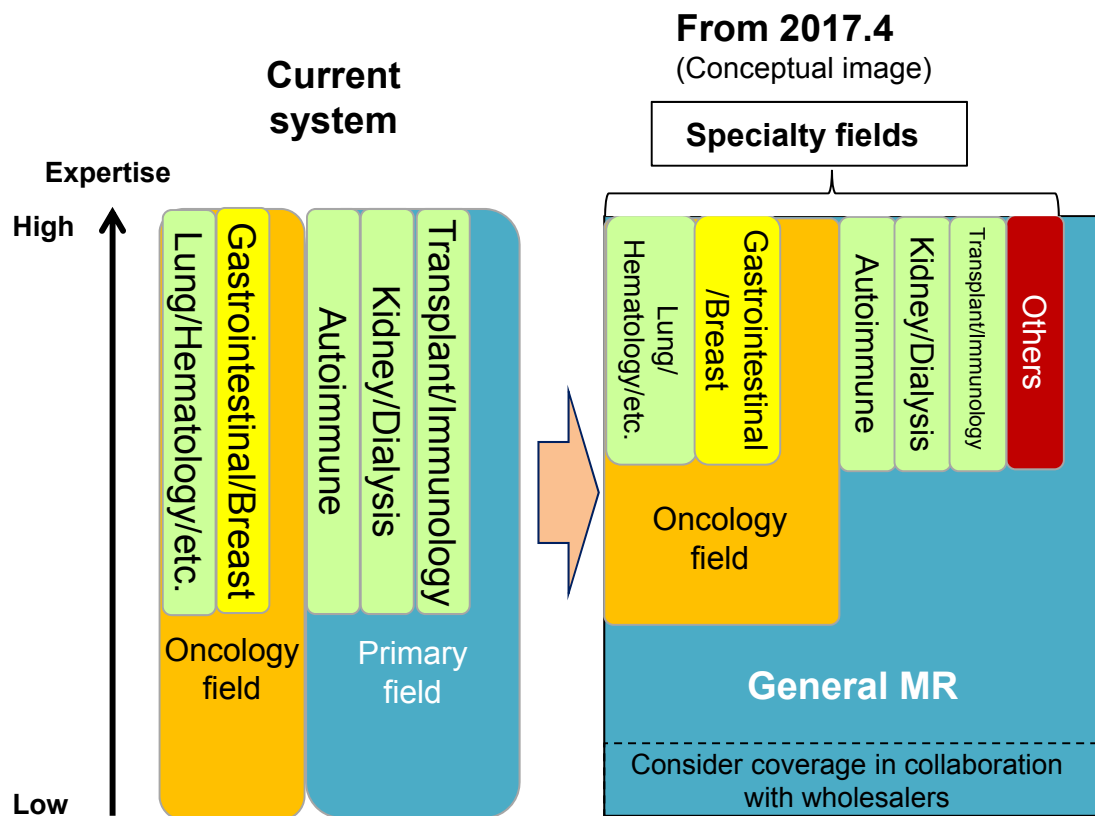 From 2017.4
(Conceptual image)
Current
system
Specialty fields
Expertise
High
Low
Lung/Hematology/etc.
Gastrointestinal/Breast
Autoimmune
Kidney/Dialysis
Transplant/Immunology
Oncology
field
Primary
field
Lung/
Hematology/etc.
Gastrointestinal
/Breast
Autoimmune
Kidney/Dialysis
Transplant/Immunology
Others
Oncology
field
General MR
Consider coverage in collaboration
with wholesalers